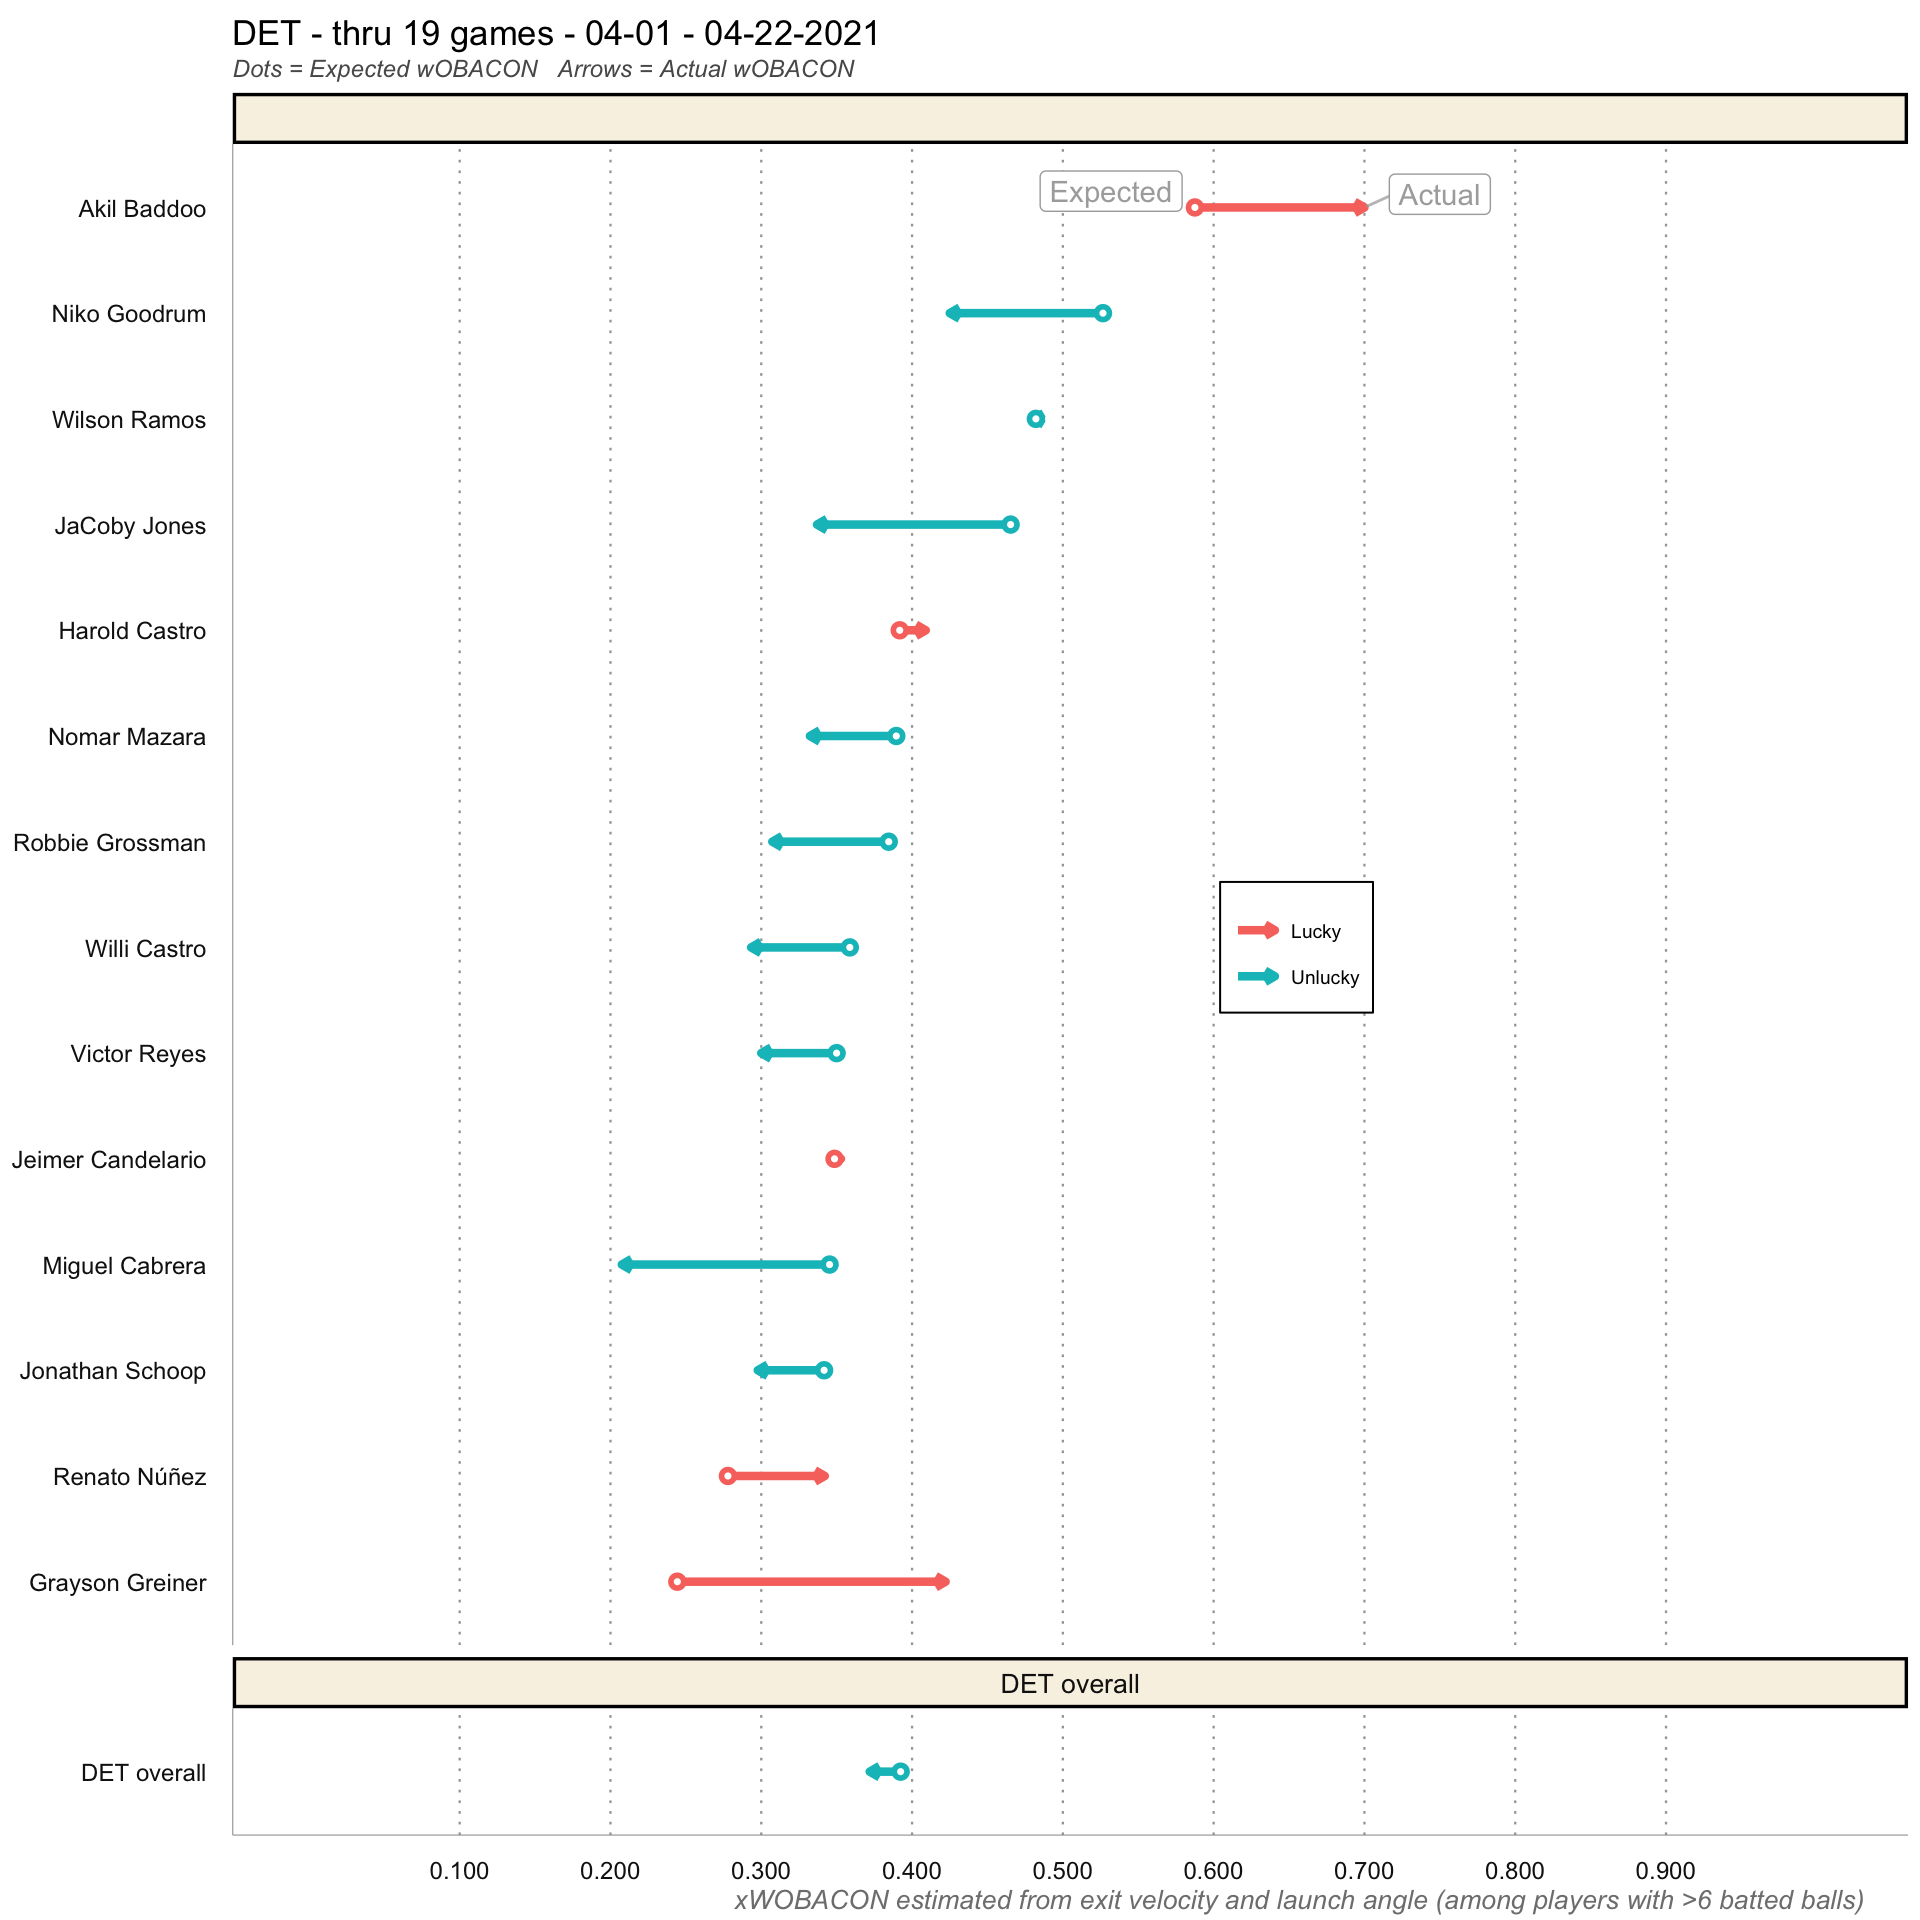 DET - thru 19 games - 04-01 - 04-22-2021
Dots = Expected wOBACON   Arrows = Actual wOBACON
Expected
Actual
Akil Baddoo
Niko Goodrum
Wilson Ramos
JaCoby Jones
Harold Castro
Nomar Mazara
Robbie Grossman
Willi Castro
Lucky
Unlucky
Victor Reyes
Jeimer Candelario
Miguel Cabrera
Jonathan Schoop
Renato Núñez
Grayson Greiner
DET overall
DET overall
0.100 0.200 0.300 0.400 0.500 0.600 0.700 0.800 0.900
xWOBACON estimated from exit velocity and launch angle (among players with >6 batted balls)